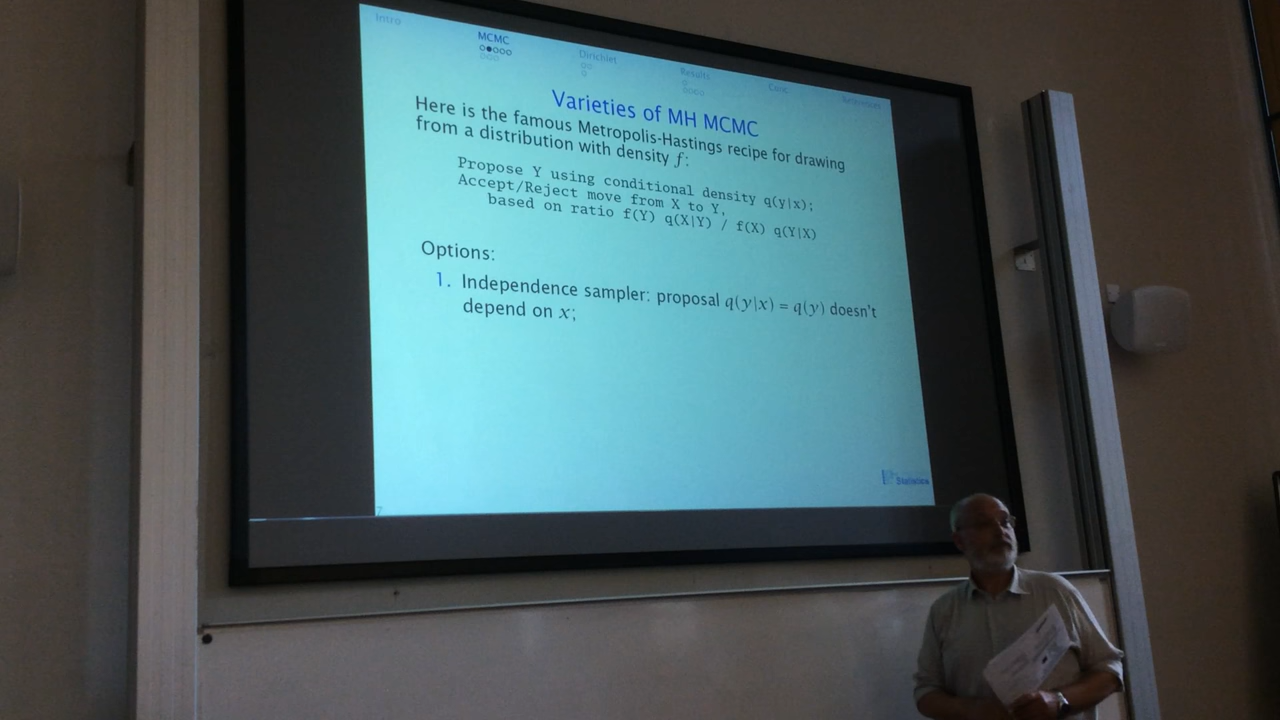 Intro
MCMC
Dirichlet
Results
Conc.
References
Varieties of MH MCMC
Here is the famous Metropolis-Hastings recipe for drawing
from a distribution with density f:
Propose Y using conditional density q(y|x);
Accept/Reject move from X to Y,
based on ratio f(Y) q(X|Y) / f(X) q(Y|X)
Options:
1. Independence sampler: proposal q(y|x) = q(y) doesn't
depend on x;
Statistics
7